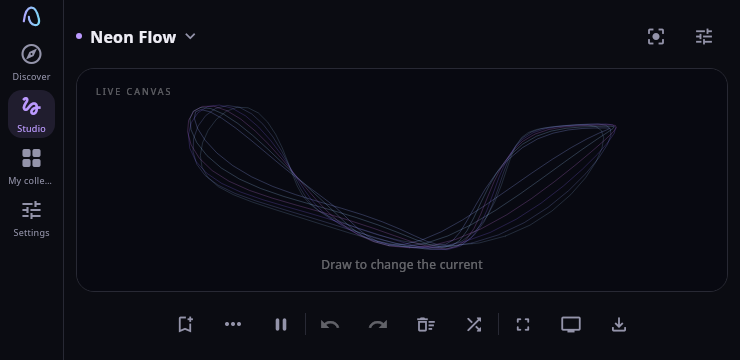 Neon Flow
Discover
LIVE CANVAS
Studio
My colle...
Settings
Draw to change the current